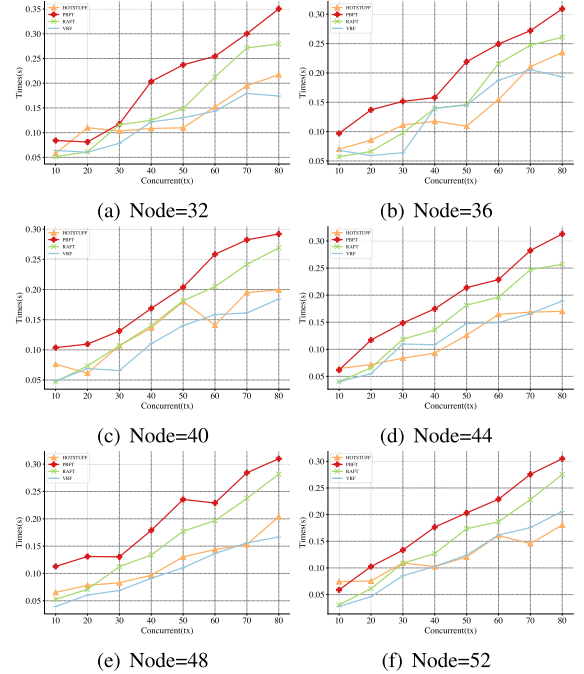 HOTSTUFF
PBFT
RAFT
VRF
0.35
0.30
0.25
0.20
0.15
0.10
0.05
Times(s)
10 20 30 40 50 60 70 80
Concurrent(tx)
(a) Node=32
HOTSTUFF
PBFT
RAFT
VRF
0.30
0.25
0.20
0.15
0.10
0.05
Times(s)
10 20 30 40 50 60 70 80
Concurrent(tx)
(b) Node=36
HOTSTUFF
PBFT
RAFT
VRF
0.30
0.25
0.20
0.15
0.10
0.05
Times(s)
10 20 30 40 50 60 70 80
Concurrent(tx)
(c) Node=40
HOTSTUFF
PBFT
RAFT
VRF
0.30
0.25
0.20
0.15
0.10
0.05
Times(s)
10 20 30 40 50 60 70 80
Concurrent(tx)
(d) Node=44
HOTSTUFF
PBFT
RAFT
VRF
0.30
0.25
0.20
0.15
0.10
0.05
Times(s)
10 20 30 40 50 60 70 80
Concurrent(tx)
(e) Node=48
HOTSTUFF
PBFT
RAFT
VRF
0.30
0.25
0.20
0.15
0.10
0.05
Times(s)
10 20 30 40 50 60 70 80
Concurrent(tx)
(f) Node=52